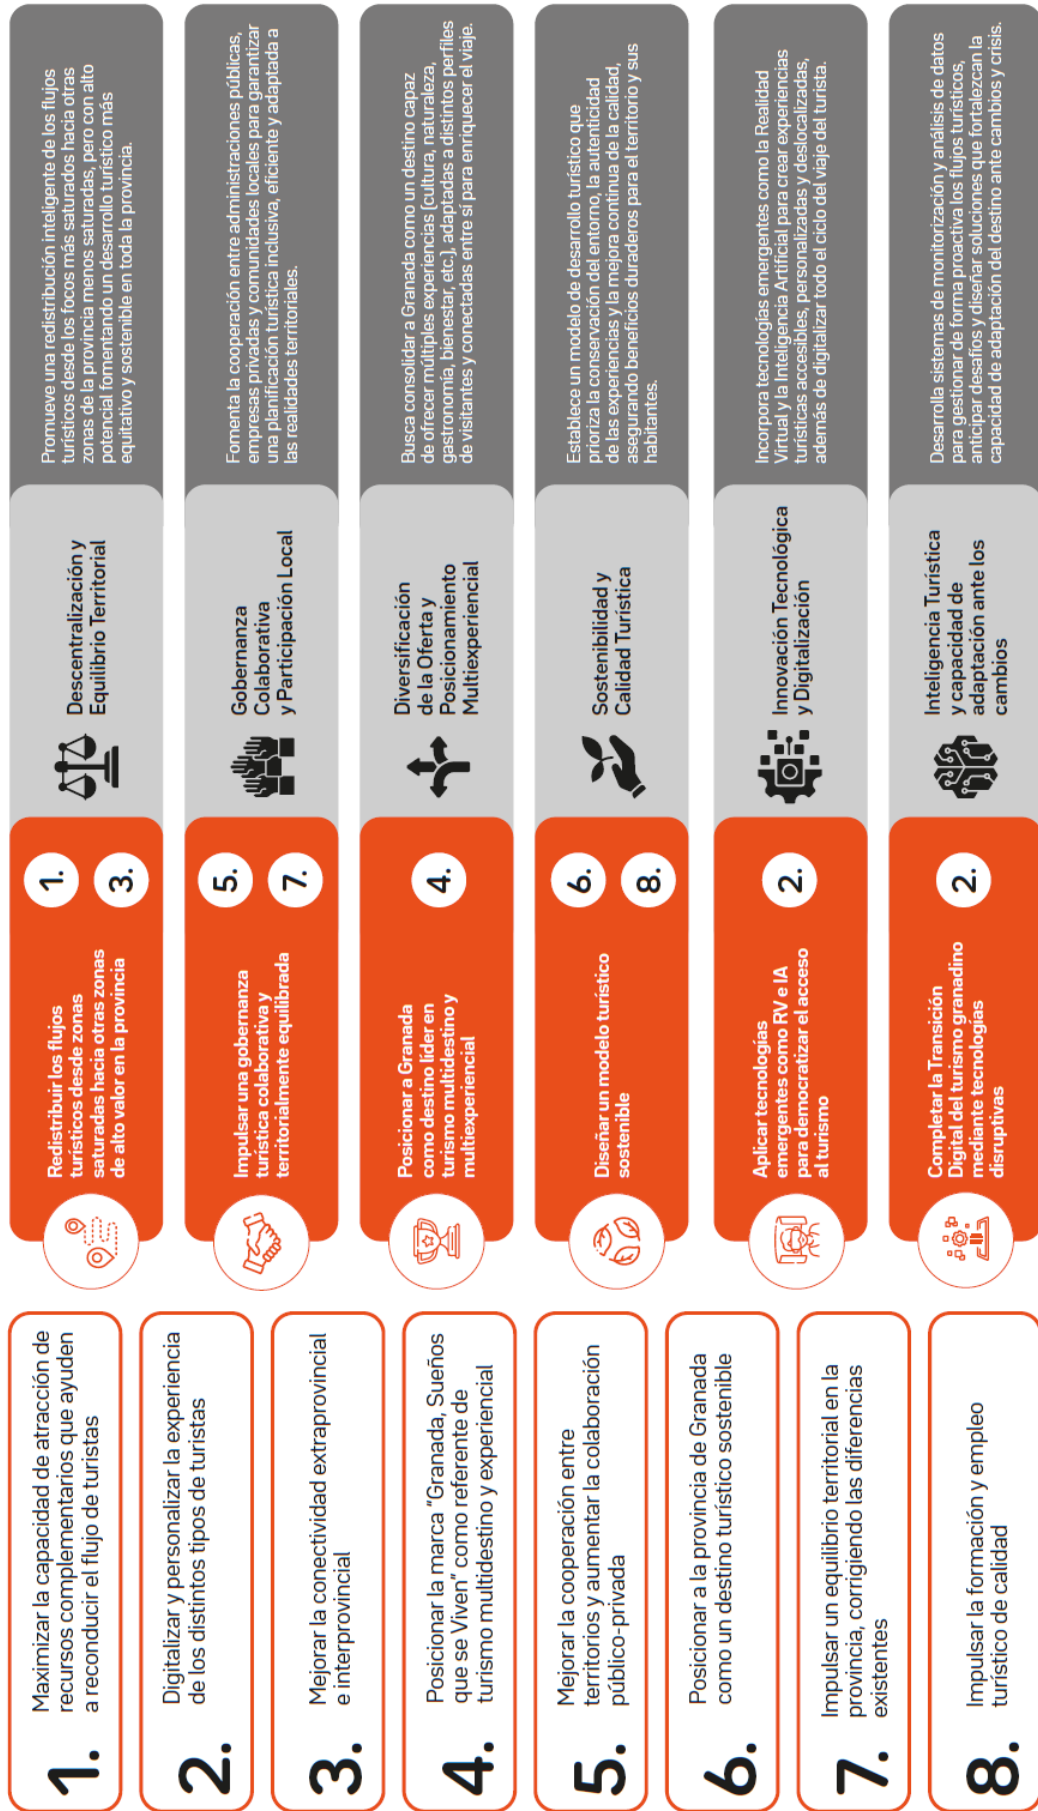 1.
Maximizar la capacidad de atracción de
recursos complementarios que ayuden
a reconducir el flujo de turistas
2.
Digitalizar y personalizar la experiencia
de los distintos tipos de turistas
3.
Mejorar la conectividad extraprovincial
e interprovincial
4.
Posicionar la marca “Granada, Sueños
que se Viven” como referente de
turismo multidestino y experiencial
5.
Mejorar la cooperación entre
territorios y aumentar la colaboración
público-privada
6.
Posicionar a la provincia de Granada
como un destino turístico sostenible
7.
Impulsar un equilibrio territorial en la
provincia, corrigiendo las diferencias
existentes
8.
Impulsar la formación y empleo
turístico de calidad
Redistribuir los flujos
turísticos desde zonas
saturadas hacia otras zonas
de alto valor en la provincia
1.
3.
Descentralización y
Equilibrio Territorial
Promueve una redistribución inteligente de los flujos
turísticos desde los focos más saturados hacia otras
zonas de la provincia menos saturadas, pero con alto
potencial fomentando un desarrollo turístico más
equitativo y sostenible en toda la provincia.
Impulsar una gobernanza
turística colaborativa y
territorialmente equilibrada
5.
7.
Gobernanza
Colaborativa
y Participación Local
Fomenta la cooperación entre administraciones públicas,
empresas privadas y comunidades locales para garantizar
una planificación turística inclusiva, eficiente y adaptada a
las realidades territoriales.
Posicionar a Granada
como destino líder en
turismo multidestino y
multiexperiencial
4.
Diversificación
de la Oferta y
Posicionamiento
Multiexperiencial
Busca consolidar a Granada como un destino capaz
de ofrecer múltiples experiencias (cultura, naturaleza,
gastronomía, bienestar, etc.), adaptadas a distintos perfiles
de visitantes y conectadas entre sí para enriquecer el viaje.
Diseñar un modelo turístico
sostenible
6.
8.
Sostenibilidad y
Calidad Turística
Establece un modelo de desarrollo turístico que
prioriza la conservación del entorno, la autenticidad
de las experiencias y la mejora continua de la calidad,
asegurando beneficios duraderos para el territorio y sus
habitantes.
Aplicar tecnologías
emergentes como RV e IA
para democratizar el acceso
al turismo
2.
Innovación Tecnológica
y Digitalización
Incorpora tecnologías emergentes como la Realidad
Virtual y la Inteligencia Artificial para crear experiencias
turísticas accesibles, personalizadas y deslocalizadas,
además de digitalizar todo el ciclo del viaje del turista.
Completar la Transición
Digital del turismo granadino
mediante tecnologías
disruptivas
2.
Inteligencia Turística
y capacidad de
adaptación ante los
cambios
Desarrolla sistemas de monitorización y análisis de datos
para gestionar de forma proactiva los flujos turísticos,
anticipar desafíos y diseñar soluciones que fortalezcan la
capacidad de adaptación del destino ante cambios y crisis.